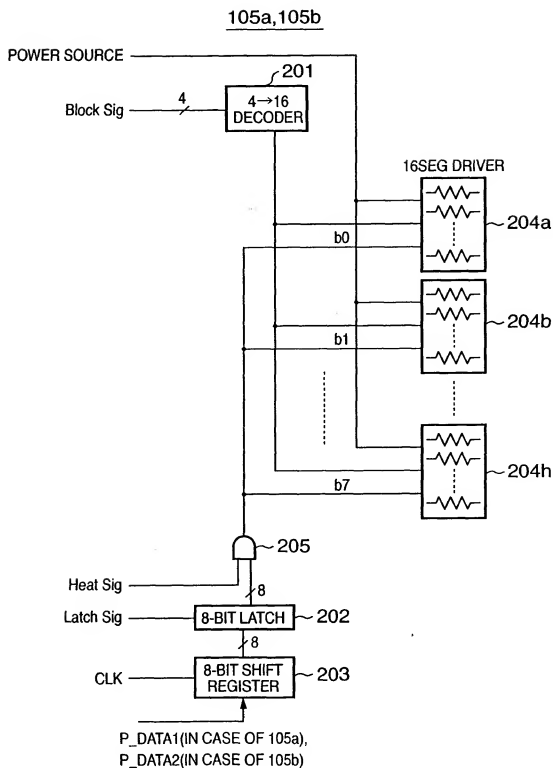 105a,105b
POWER SOURCE
201
Block Sig
4
4→16
DECODER
16SEG DRIVER
204a
b0
204b
b1
204h
b7
205
Heat Sig
8
Latch Sig
8-BIT LATCH
202
8
CLK
8-BIT SHIFT
REGISTER
203
P_DATA1(IN CASE OF 105a),
P_DATA2(IN CASE OF 105b)